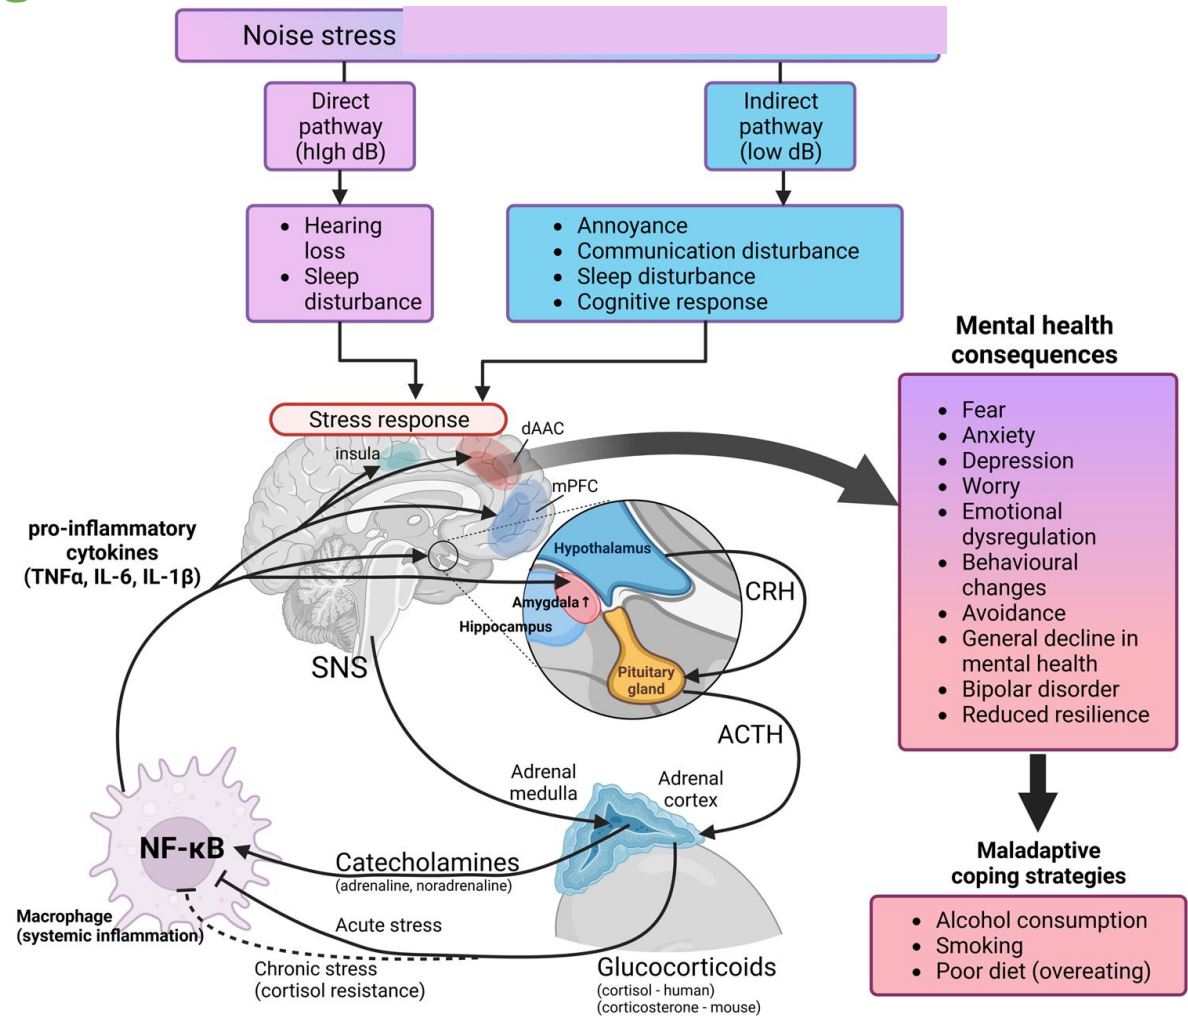 Noise stress
Direct
pathway
(hIgh dB)
Indirect
pathway
(low dB)
• Hearing
loss
• Sleep
disturbance
• Annoyance
• Communication disturbance
• Sleep disturbance
• Cognitive response
Stress response
dAAC
insula
mPFC
pro-inflammatory
cytokines
(TNFα, IL-6, IL-1β)
Hypothalamus
Amygdala↑
Hippocampus
Pituitary
gland
CRH
SNS
ACTH
Adrenal
medulla
Adrenal
cortex
NF-κB
Catecholamines
(adrenaline, noradrenaline)
Macrophage
(systemic inflammation)
Acute stress
Chronic stress
(cortisol resistance)
Glucocorticoids
(cortisol - human)
(corticosterone - mouse)
Mental health
consequences
• Fear
• Anxiety
• Depression
• Worry
• Emotional
dysregulation
• Behavioural
changes
• Avoidance
• General decline in
mental health
• Bipolar disorder
• Reduced resilience
Maladaptive
coping strategies
• Alcohol consumption
• Smoking
• Poor diet (overeating)